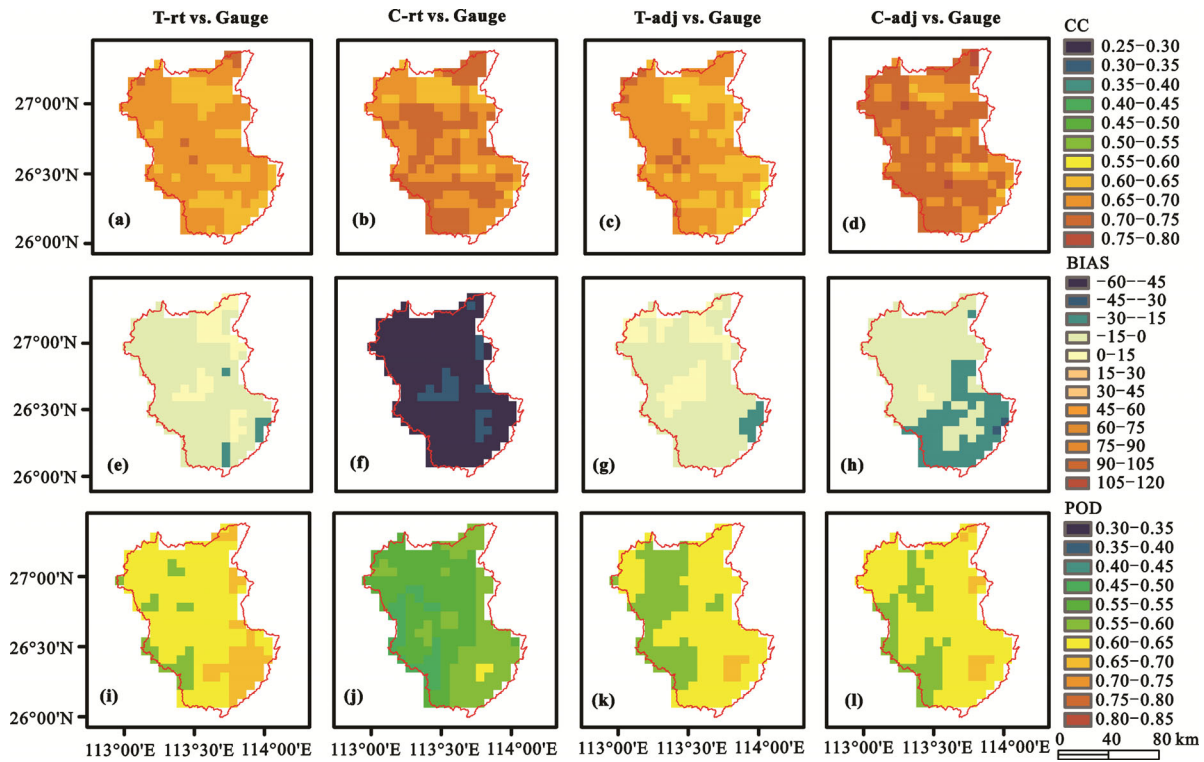 T-rt vs. Gauge
C-rt vs. Gauge
T-adj vs. Gauge
C-adj vs. Gauge
CC
0.25-0.30
0.30-0.35
0.35-0.40
0.40-0.45
0.45-0.50
0.50-0.55
0.55-0.60
0.60-0.65
0.65-0.70
0.70-0.75
0.75-0.80
27°00'N
26°30'N
26°00'N
(a)
(b)
(c)
(d)
BIAS
-60--45
-45--30
-30--15
-15-0
0-15
15-30
30-45
45-60
60-75
75-90
90-105
105-120
27°00'N
26°30'N
26°00'N
(e)
(f)
(g)
(h)
POD
0.30-0.35
0.35-0.40
0.40-0.45
0.45-0.50
0.55-0.55
0.55-0.60
0.60-0.65
0.65-0.70
0.70-0.75
0.75-0.80
0.80-0.85
27°00'N
26°30'N
26°00'N
(i)
(j)
(k)
(l)
113°00'E 113°30'E 114°00'E
113°00'E 113°30'E 114°00'E
113°00'E 113°30'E 114°00'E
113°00'E 113°30'E 114°00'E
0 40 80 km